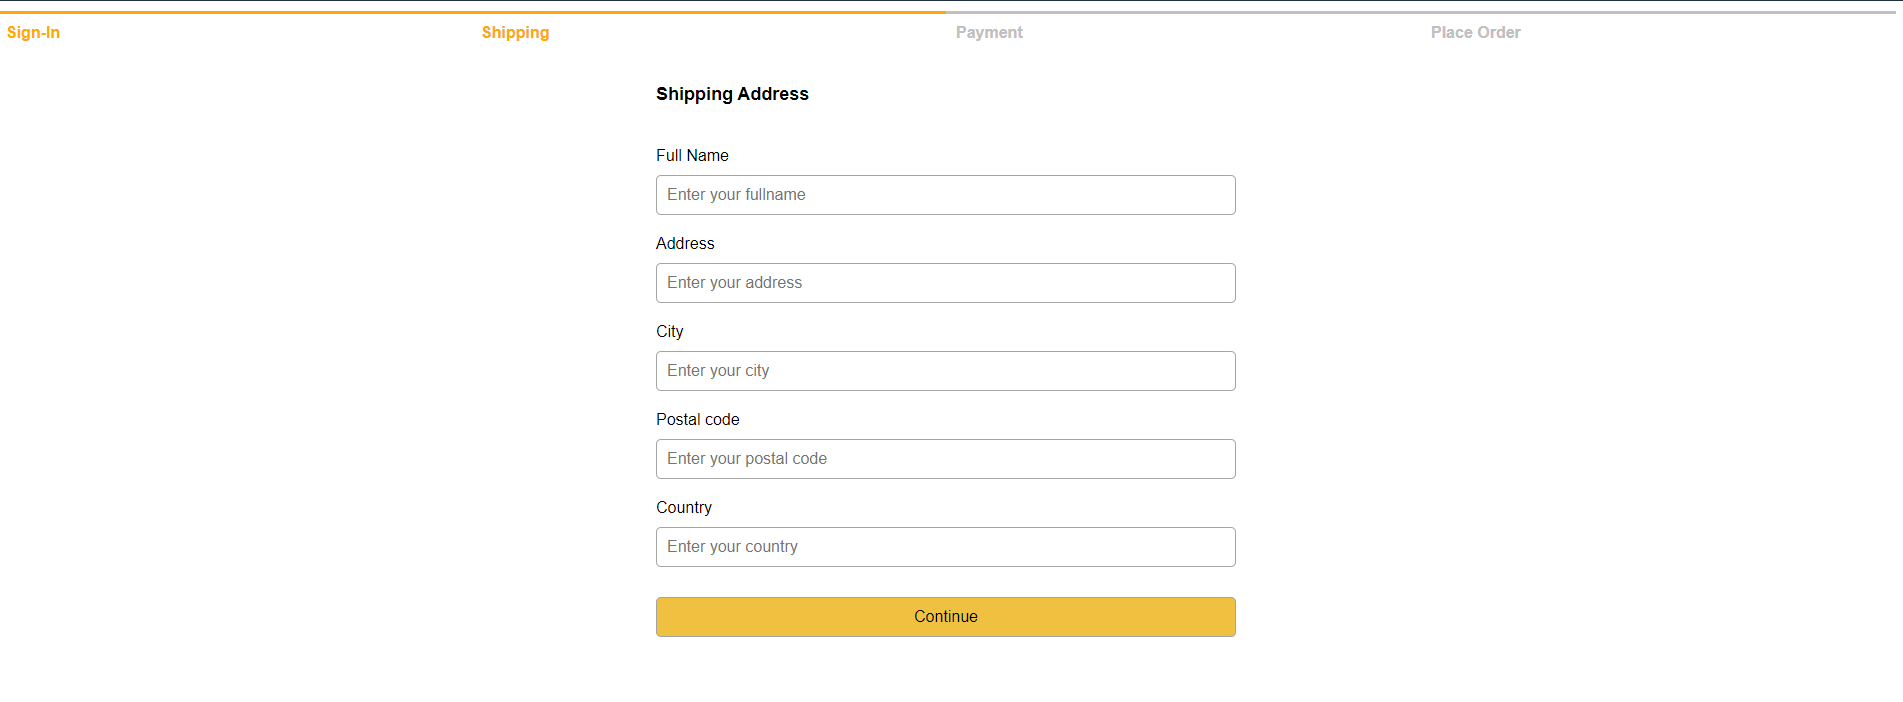 Sign-In Shipping Payment Place Order
Shipping Address
Full Name
Enter your fullname
Address
Enter your address
City
Enter your city
Postal code
Enter your postal code
Country
Enter your country
Continue